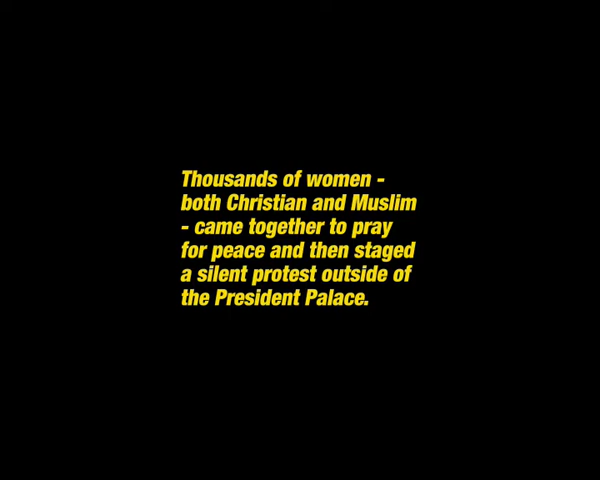 Thousands of women -
both Christian and Muslim
- came together to pray
for peace and then staged
a silent protest outside of
the President Palace.